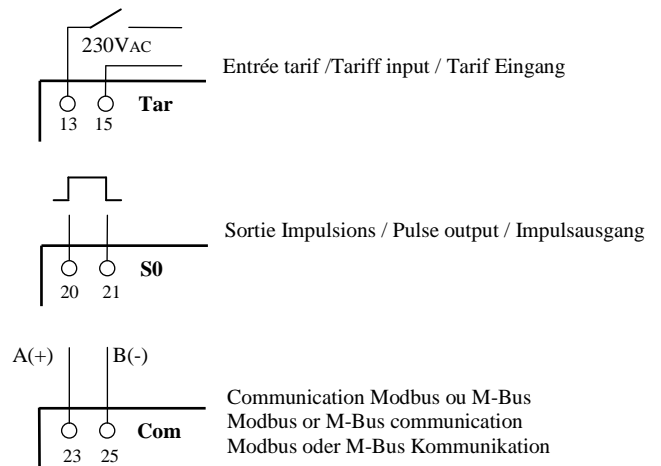 230VAC
Entrée tarif /Tariff input / Tarif Eingang
Tar
13 15
Sortie Impulsions / Pulse output / Impulsausgang
S0
20 21
A(+) B(-)
Communication Modbus ou M-Bus
Modbus or M-Bus communication
Com
Modbus oder M-Bus Kommunikation
23 25